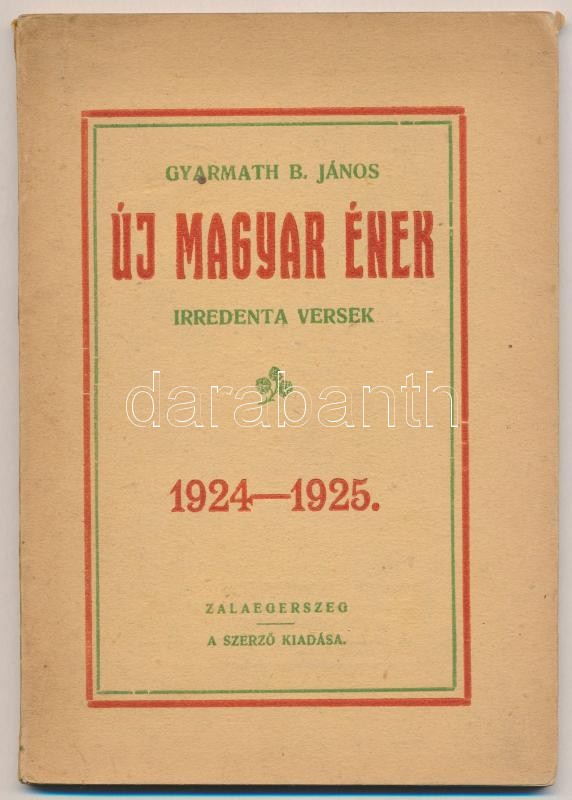 GYARMATH B. JÁNOS
ÚJ MAGYAR ÉNEK
IRREDENTA VERSEK
darabanth
1924—1925.
ZALAEGERSZEG
A SZERZŐ KIADÁSA.